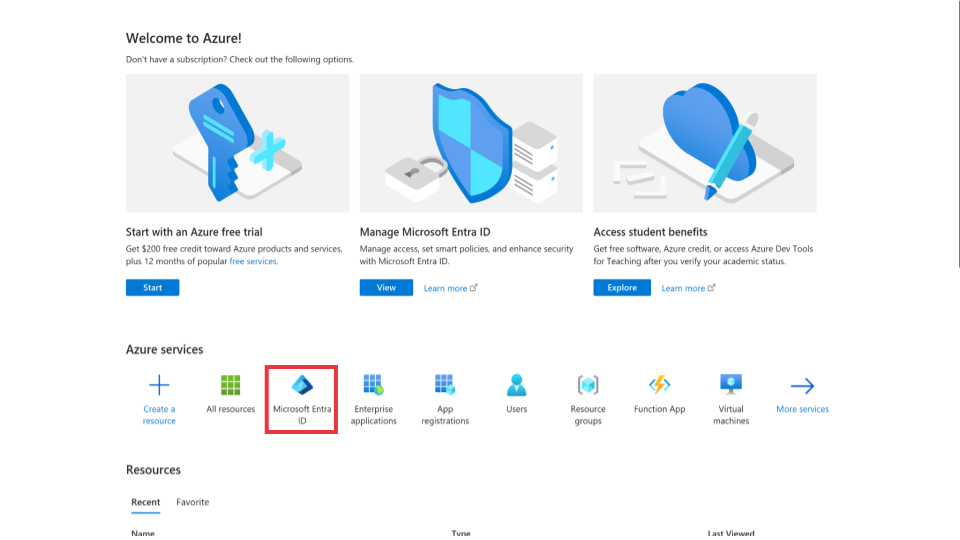 Welcome to Azure!
Don't have a subscription? Check out the following options.
Start with an Azure free trial
Get $200 free credit toward Azure products and services,
plus 12 months of popular free services.
Start
Manage Microsoft Entra ID
Manage access, set smart policies, and enhance security
with Microsoft Entra ID.
View
Learn more
Access student benefits
Get free software, Azure credit, or access Azure Dev Tools
for Teaching after you verify your academic status.
Explore
Learn more
Azure services
Create a
resource
All resources
Microsoft Entra
ID
Enterprise
applications
App
registrations
Users
Resource
groups
Function App
Virtual
machines
More services
Resources
Recent
Favorite
Name
Type
Last Viewed